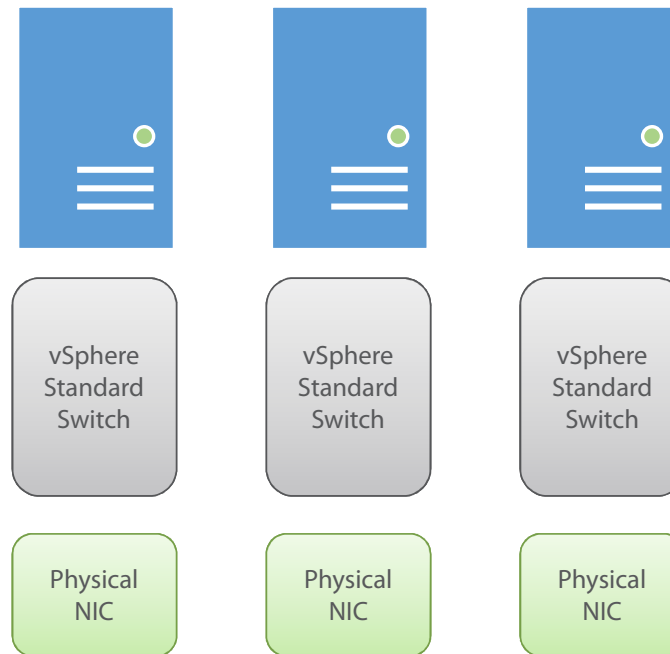 vSphere
Standard
Switch
vSphere
Standard
Switch
vSphere
Standard
Switch
Physical
NIC
Physical
NIC
Physical
NIC